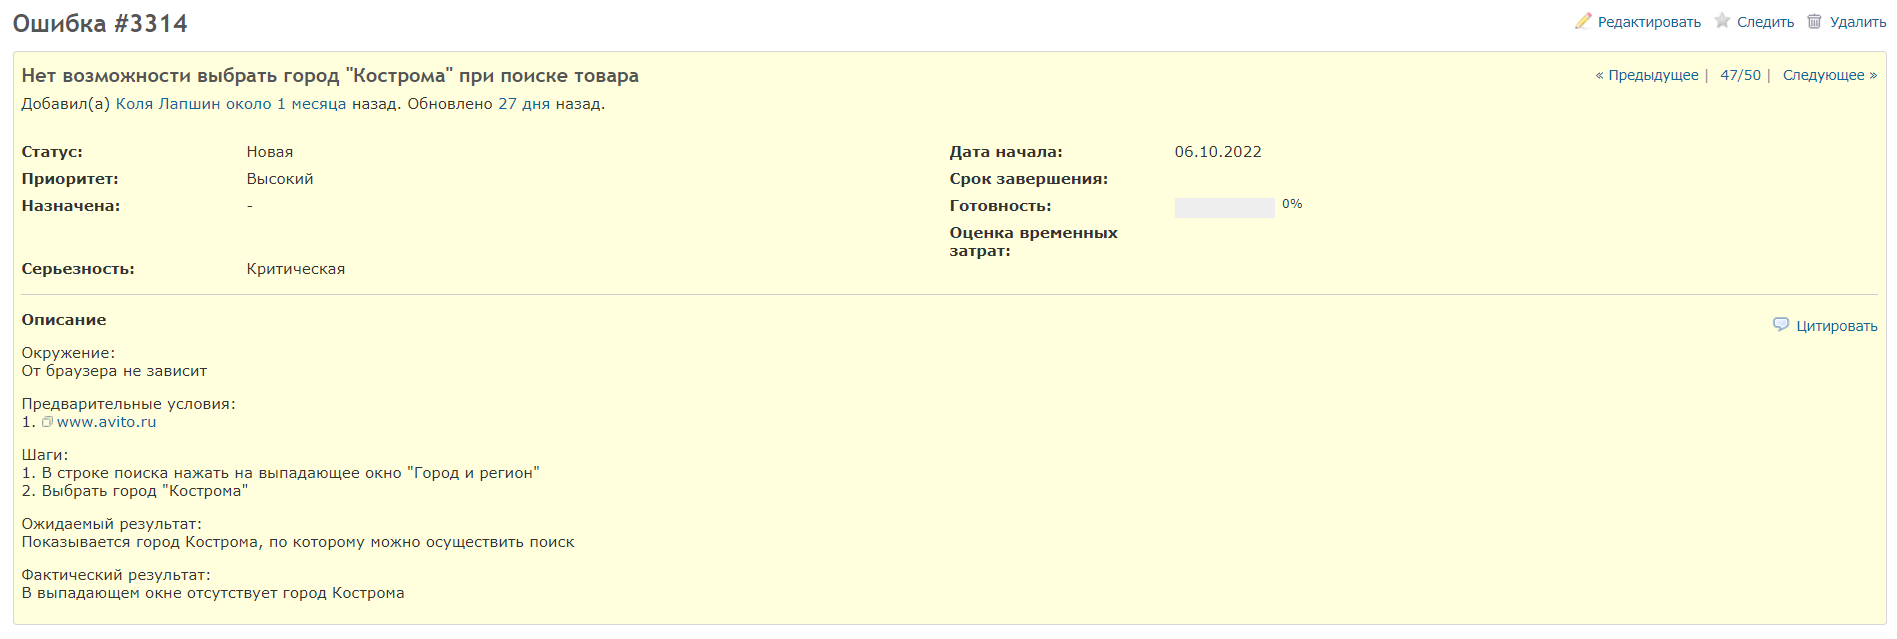 Ошибка #3314
Редактировать Следить Удалить
Нет возможности выбрать город "Кострома" при поиске товара
« Предыдущее | 47/50 | Следующее »
Добавил(а) Коля Лапшин около 1 месяца назад. Обновлено 27 дня назад.
Статус: Новая
Дата начала: 06.10.2022
Приоритет: Высокий
Срок завершения:
Назначена: -
Готовность: 0%
Оценка временных
затрат:
Серьезность: Критическая
Описание
Цитировать
Окружение:
От браузера не зависит
Предварительные условия:
1. www.avito.ru
Шаги:
1. В строке поиска нажать на выпадающее окно "Город и регион"
2. Выбрать город "Кострома"
Ожидаемый результат:
Показывается город Кострома, по которому можно осуществить поиск
Фактический результат:
В выпадающем окне отсутствует город Кострома